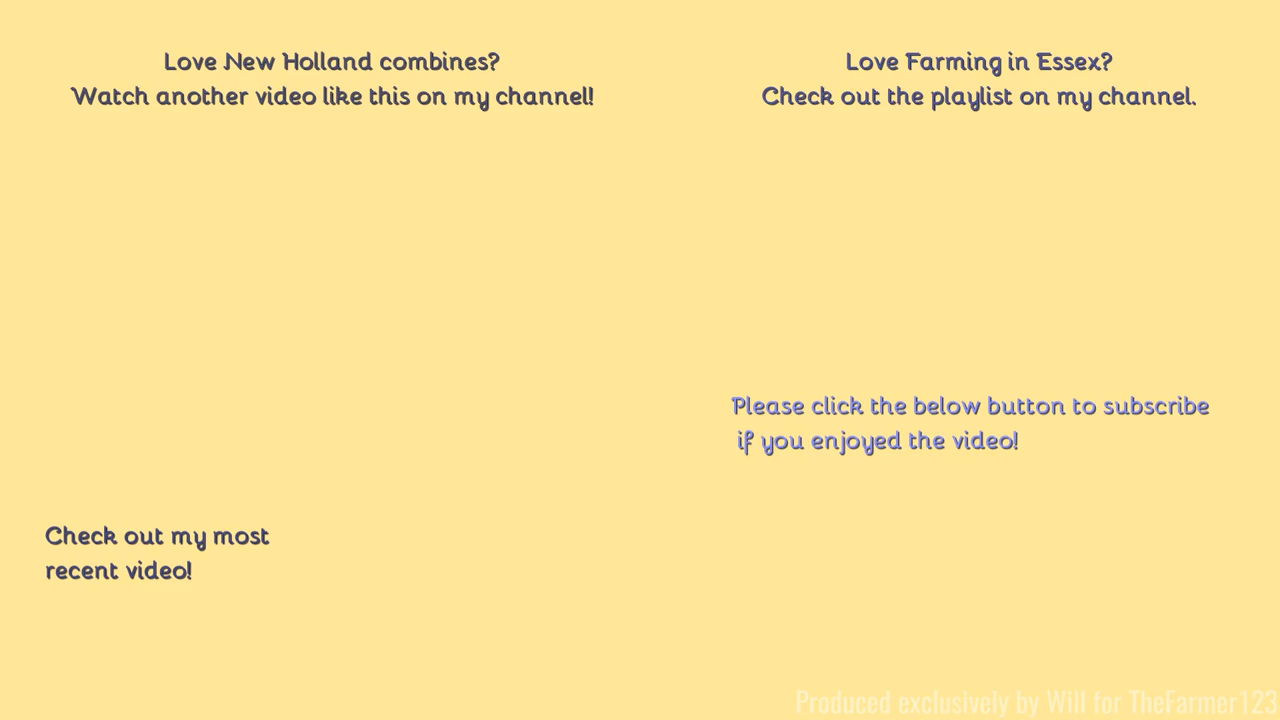 Love New Holland combines?
Watch another video like this on my channel!
Love Farming in Essex?
Check out the playlist on my channel.
Please click the below button to subscribe
if you enjoyed the video!
Check out my most
recent video!
Produced exclusively by Will for TheFarmer123